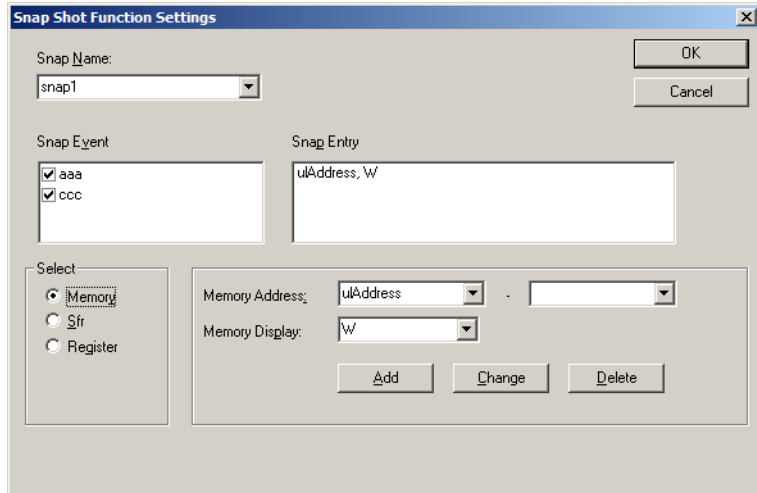 Snap Shot Function Settings
Snap Name:
OK
snap1
Cancel
Snap Event
Snap Entry
aaa
ulAddress, W
ccc
Select
Memory
Memory Address:
ulAddress
-
Sfr
Memory Display:
W
Register
Add
Change
Delete